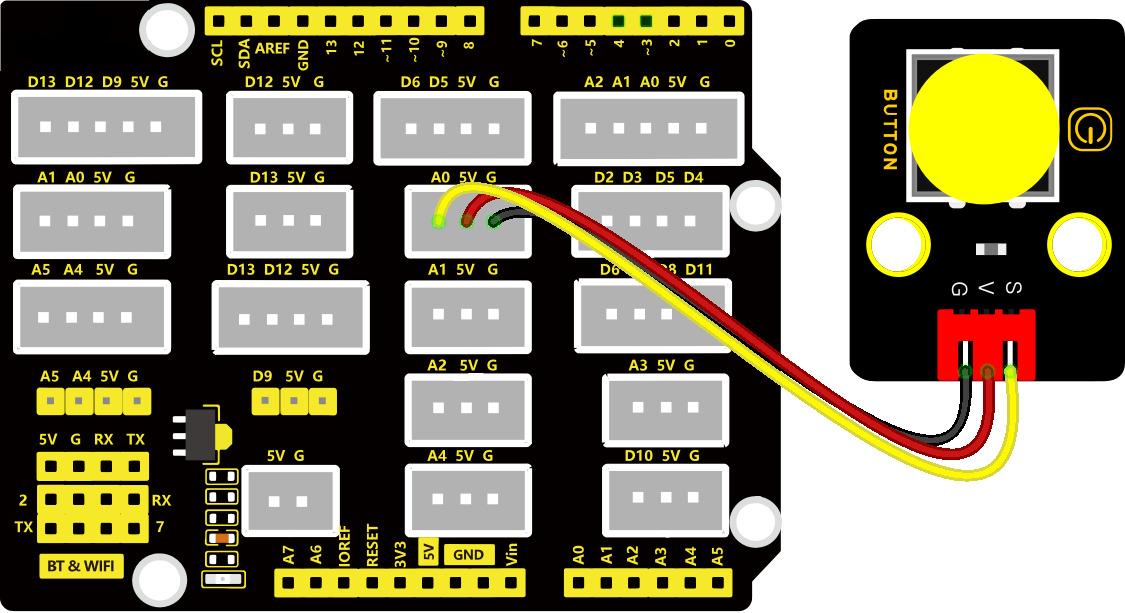 SCL SDA AREF GND 13 12 ~11 ~10 ~9 8
7 ~6 ~5 4 ~3 2 1 0
D13 D12 D9 5V G
D12 5V G
D6 D5 5V G
A2 A1 A0 5V G
A1 A0 5V G
D13 5V G
A0 5V G
D2 D3 D5 D4
A5 A4 5V G
D13 D12 5V G
A1 5V G
D8 D11
A2 5V G
A3 5V G
A5 A4 5V G
D9 5V G
5V G RX TX
5V G
A4 5V G
D10 5V G
2 RX
TX 7
BT & WIFI
A7 A6 IOREF RESET 3V3 5V GND Vin
A0 A1 A2 A3 A4 A5
BUTTON
G V S